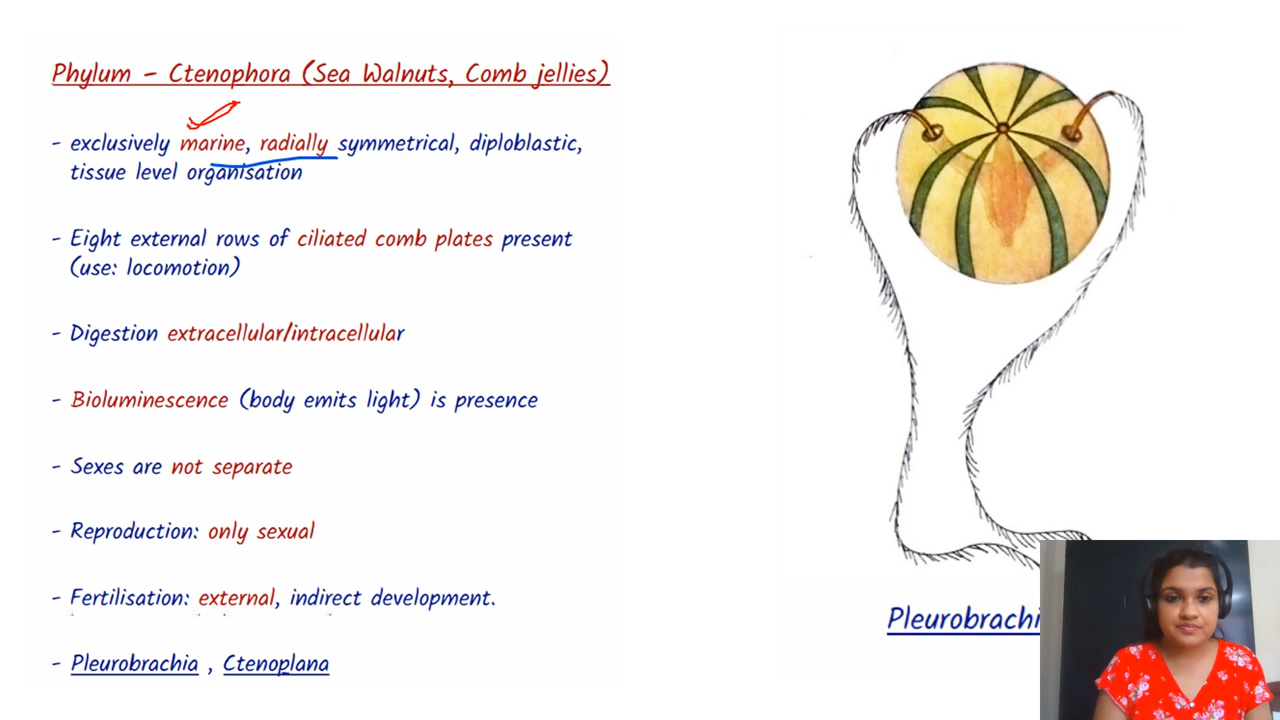 Phylum - Ctenophora (Sea Walnuts, Comb jellies)
- exclusively marine, radially symmetrical, diploblastic,
tissue level organisation
- Eight external rows of ciliated comb plates present
(use: locomotion)
- Digestion extracellular/intracellular
- Bioluminescence (body emits light) is presence
- Sexes are not separate
- Reproduction: only sexual
- Fertilisation: external, indirect development.
- Pleurobrachia , Ctenoplana
Pleurobrachi